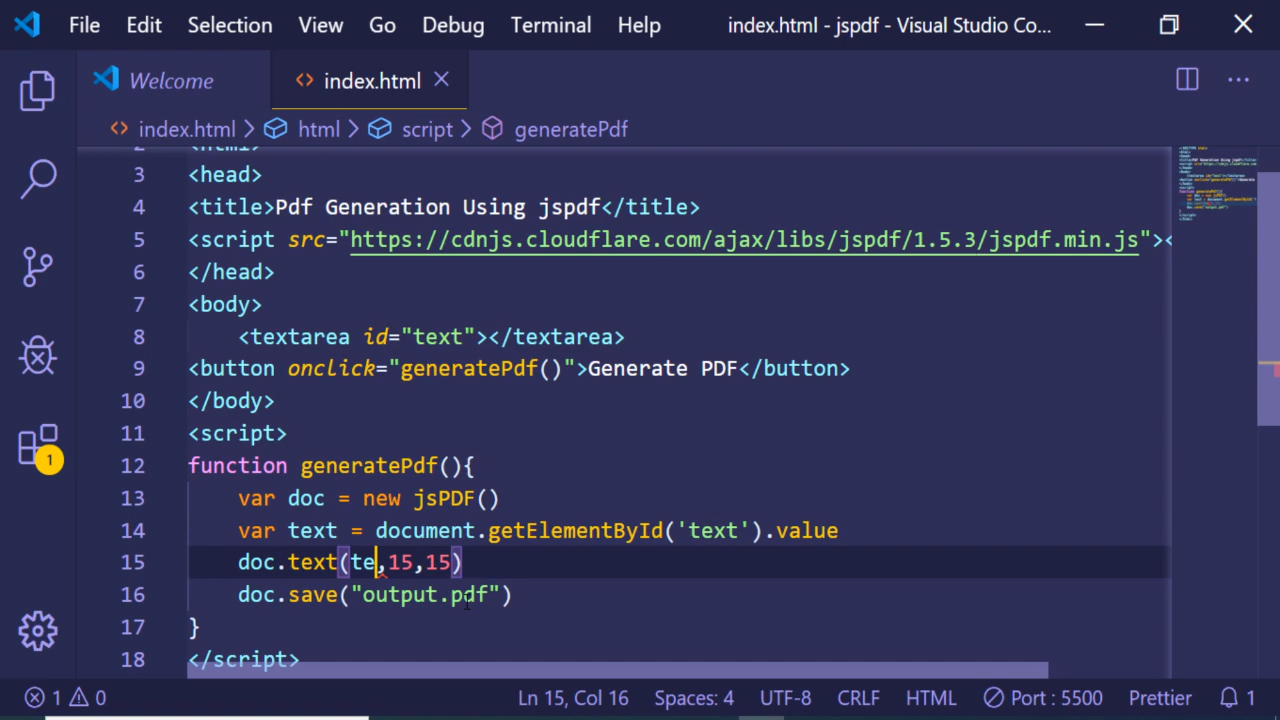 File Edit Selection View Go Debug Terminal Help index.html - jspdf - Visual Studio Co...
Welcome index.html
index.html > html > script > generatePdf
2 <html>
3 <head>
4 <title>Pdf Generation Using jspdf</title>
5 <script src="https://cdnjs.cloudflare.com/ajax/libs/jspdf/1.5.3/jspdf.min.js"><
6 </head>
7 <body>
8 <textarea id="text"></textarea>
9 <button onclick="generatePdf()">Generate PDF</button>
10 </body>
11 <script>
12 function generatePdf(){
13 var doc = new jsPDF()
14 var text = document.getElementById('text').value
15 doc.text(te,15,15)
16 doc.save("output.pdf")
17 }
18 </script>
1
1 0 Ln 15, Col 16 Spaces: 4 UTF-8 CRLF HTML Port : 5500 Prettier 1